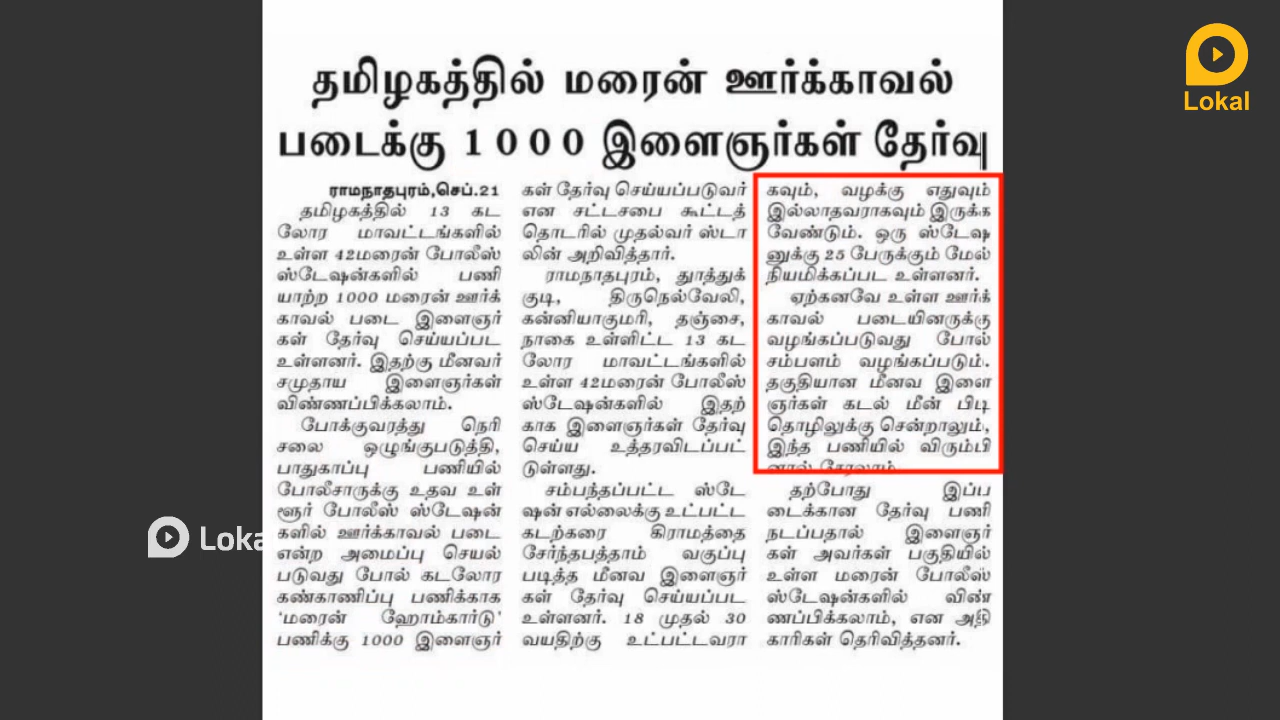 தமிழகத்தில் மரைன் ஊர்க்காவல்
படைக்கு 1000 இளைஞர்கள் தேர்வு
ராமநாதபுரம்,செப்.21
தமிழகத்தில் 13 கட
லோர மாவட்டங்களில்
உள்ள 42மரைன் போலீஸ்
ஸ்டேஷன்களில் பணி
யாற்ற 1000 மரைன் ஊர்க்
காவல் படை இளைஞர்
கள் தேர்வு செய்யப்பட
உள்ளனர். இதற்கு மீனவர்
சமுதாய இளைஞர்கள்
விண்ணப்பிக்கலாம்.
போக்குவரத்து நெரி
சலை ஒழுங்குபடுத்தி,
பாதுகாப்பு பணியில்
போலீசாருக்கு உதவ உள்
ளூர் போலீஸ் ஸ்டேஷன்
களில் ஊர்க்காவல் படை
என்ற அமைப்பு செயல்
படுவது போல் கடலோர
கண்காணிப்பு பணிக்காக
'மரைன் ஹோம்கார்டு'
பணிக்கு 1000 இளைஞர்
கள் தேர்வு செய்யப்படுவர்
என சட்டசபை கூட்டத்
தொடரில் முதல்வர் ஸ்டா
லின் அறிவித்தார்.
ராமநாதபுரம், தூத்துக்
குடி, திருநெல்வேலி,
கன்னியாகுமரி, தஞ்சை,
நாகை உள்ளிட்ட 13 கட
லோர மாவட்டங்களில்
உள்ள 42மரைன் போலீஸ்
ஸ்டேஷன்களில் இதற்
காக இளைஞர்கள் தேர்வு
செய்ய உத்தரவிடப்பட்
டுள்ளது.
சம்பந்தப்பட்ட ஸ்டே
ஷன் எல்லைக்கு உட்பட்ட
கடற்கரை கிராமத்தை
சேர்ந்தபத்தாம் வகுப்பு
படித்த மீனவ இளைஞர்
கள் தேர்வு செய்யப்பட
உள்ளனர். 18 முதல் 30
வயதிற்கு உட்பட்டவரா
கவும், வழக்கு எதுவும்
இல்லாதவராகவும் இருக்க
வேண்டும். ஒரு ஸ்டேஷ
னுக்கு 25 பேருக்கும் மேல்
நியமிக்கப்பட உள்ளனர்.
ஏற்கனவே உள்ள ஊர்க்
காவல் படையினருக்கு
வழங்கப்படுவது போல்
சம்பளம் வழங்கப்படும்.
தகுதியான மீனவ இளை
ஞர்கள் கடல் மீன் பிடி
தொழிலுக்கு சென்றாலும்,
இந்த பணியில் விரும்பி
னால் சேரலாம்.
தற்போது இப்ப
டைக்கான தேர்வு பணி
நடப்பதால் இளைஞர்
கள் அவர்கள் பகுதியில்
உள்ள மரைன் போலீஸ்
ஸ்டேஷன்களில் விண்
ணப்பிக்கலாம், என அதி
காரிகள் தெரிவித்தனர்.
Lokal